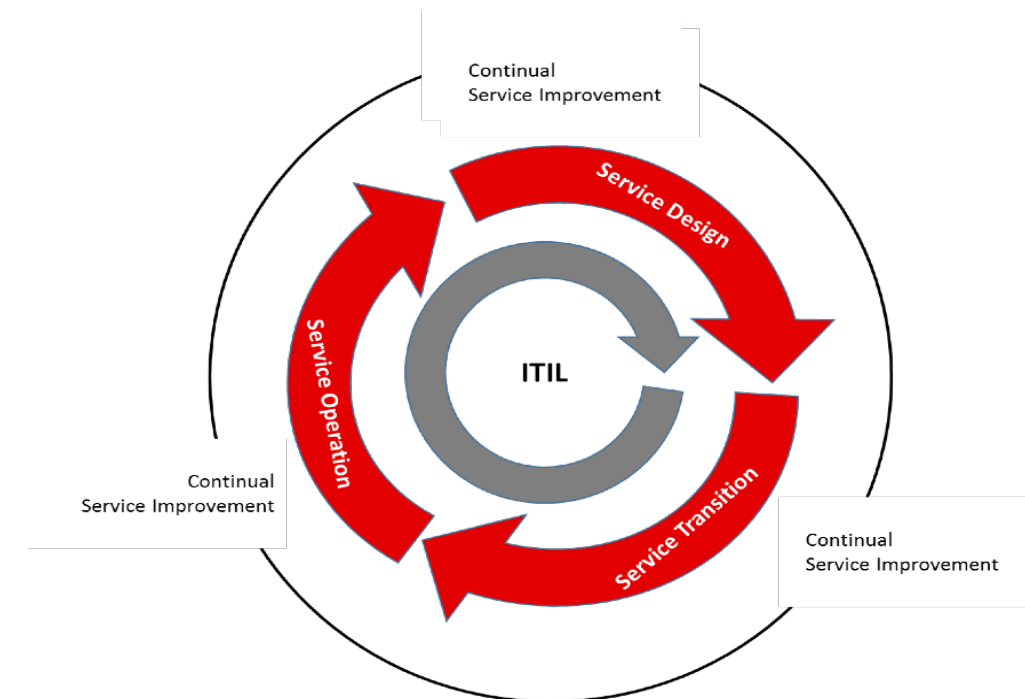 Continual
Service Improvement
Service Design
ITIL
Service Operation
Continual
Service Improvement
Service Transition
Continual
Service Improvement